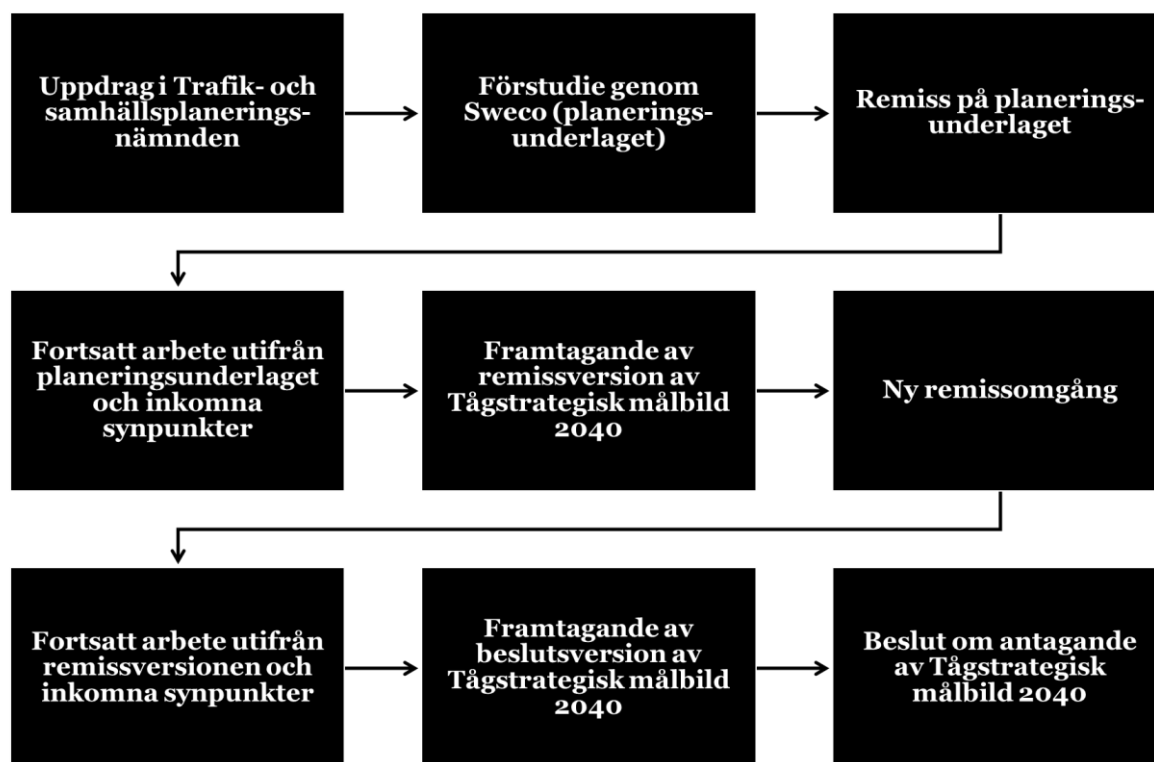 Uppdrag i Trafik- och
samhällsplanerings-
nämnden
Förstudie genom
Sweco (planerings-
underlaget)
Remiss på planerings-
underlaget
Fortsatt arbete utifrån
planeringsunderlaget
och inkomna
synpunkter
Framtagande av
remissversion av
Tågstrategisk målbild
2040
Ny remissomgång
Fortsatt arbete utifrån
remissversionen och
inkomna synpunkter
Framtagande av
beslutsversion av
Tågstrategisk målbild
2040
Beslut om antagande
av Tågstrategisk
målbild 2040